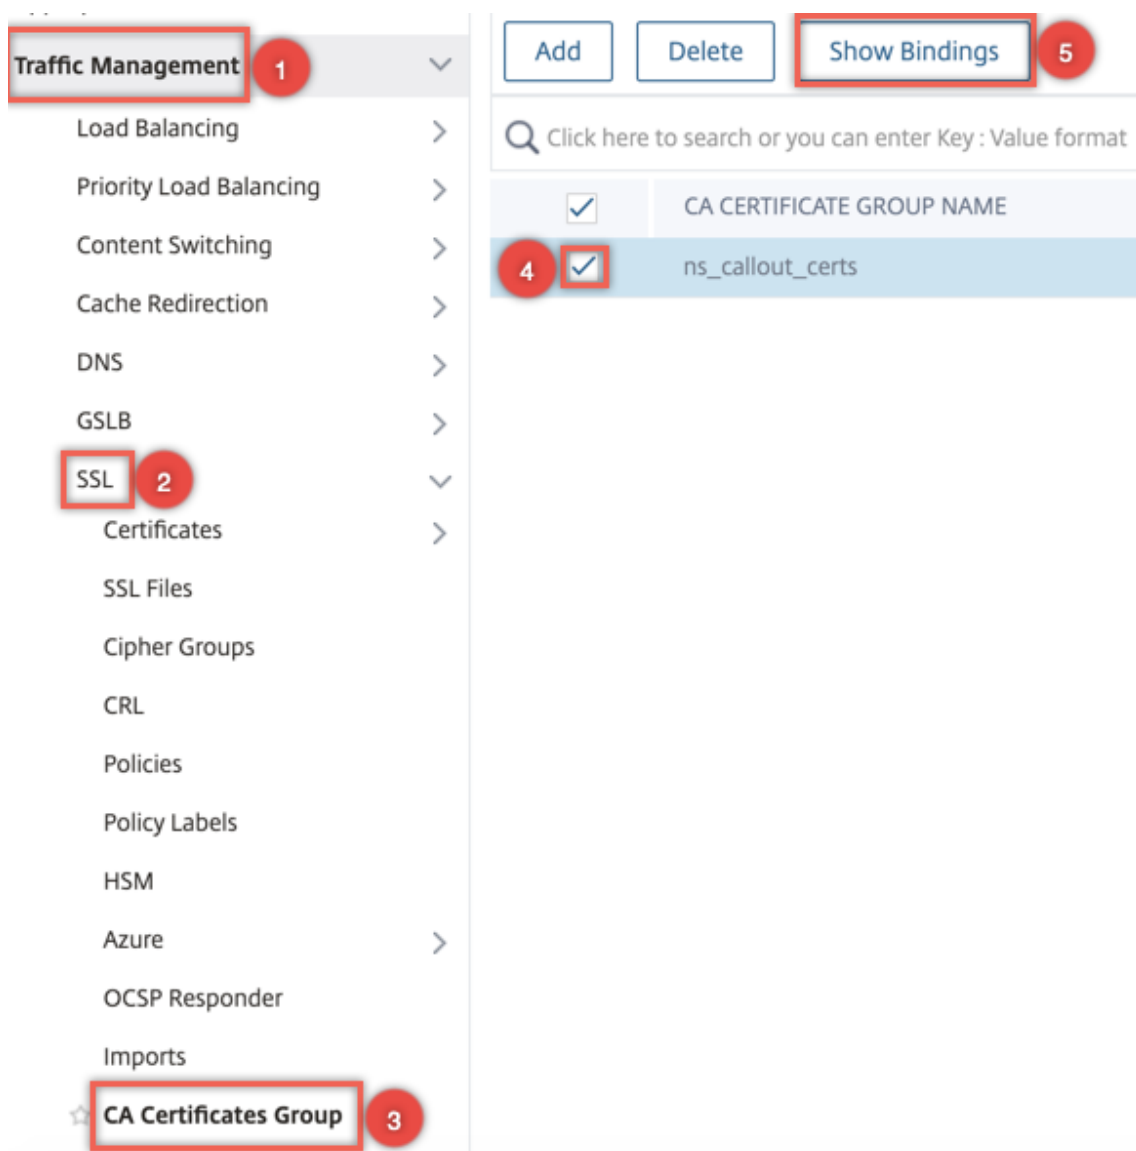 Traffic Management 1
Load Balancing
Priority Load Balancing
Content Switching
Cache Redirection
DNS
GSLB
SSL 2
Certificates
SSL Files
Cipher Groups
CRL
Policies
Policy Labels
HSM
Azure
OCSP Responder
Imports
CA Certificates Group 3
Add Delete Show Bindings 5
Click here to search or you can enter Key : Value format
CA CERTIFICATE GROUP NAME
4 ns_callout_certs